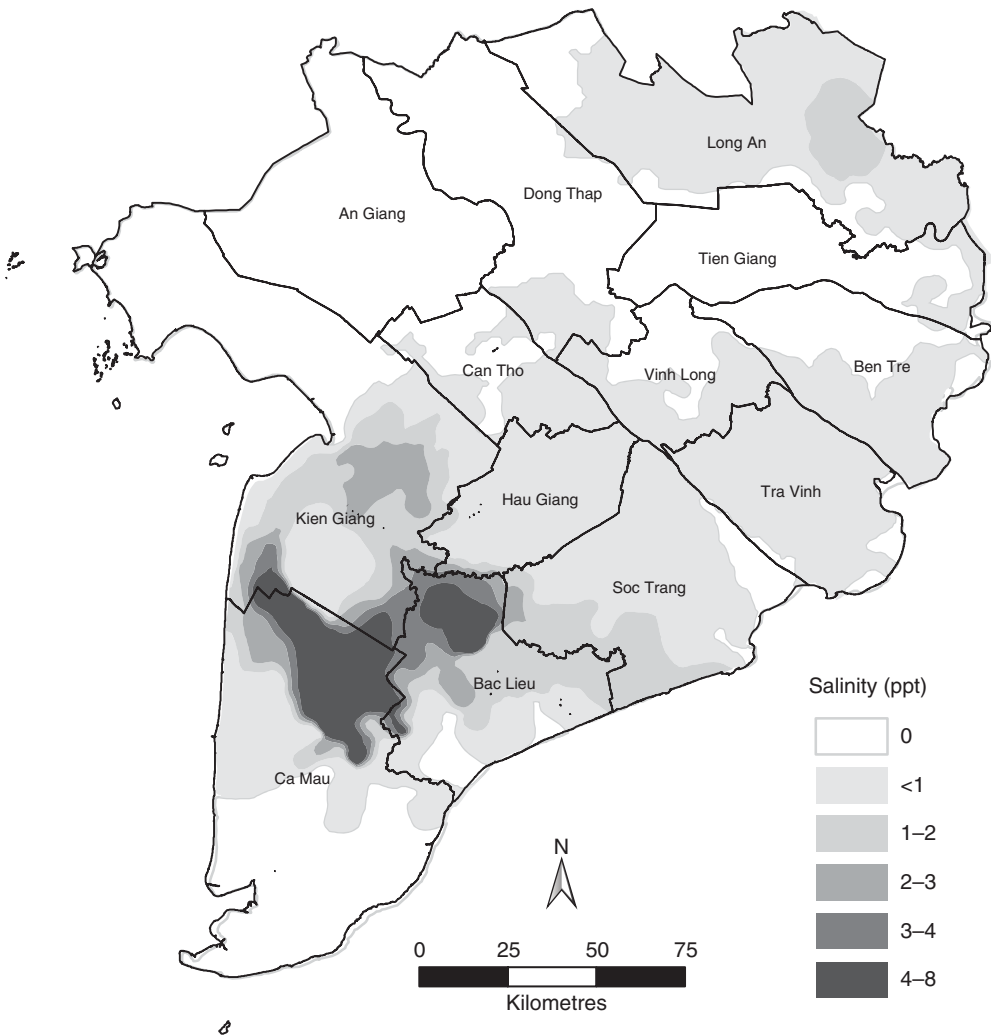 Long An
Dong Thap
An Giang
Tien Giang
Can Tho
Vinh Long
Ben Tre
Hau Giang
Tra Vinh
Kien Giang
Soc Trang
Bac Lieu
Ca Mau
Salinity (ppt)
0
<1
1–2
2–3
3–4
4–8
N
0 25 50 75
Kilometres